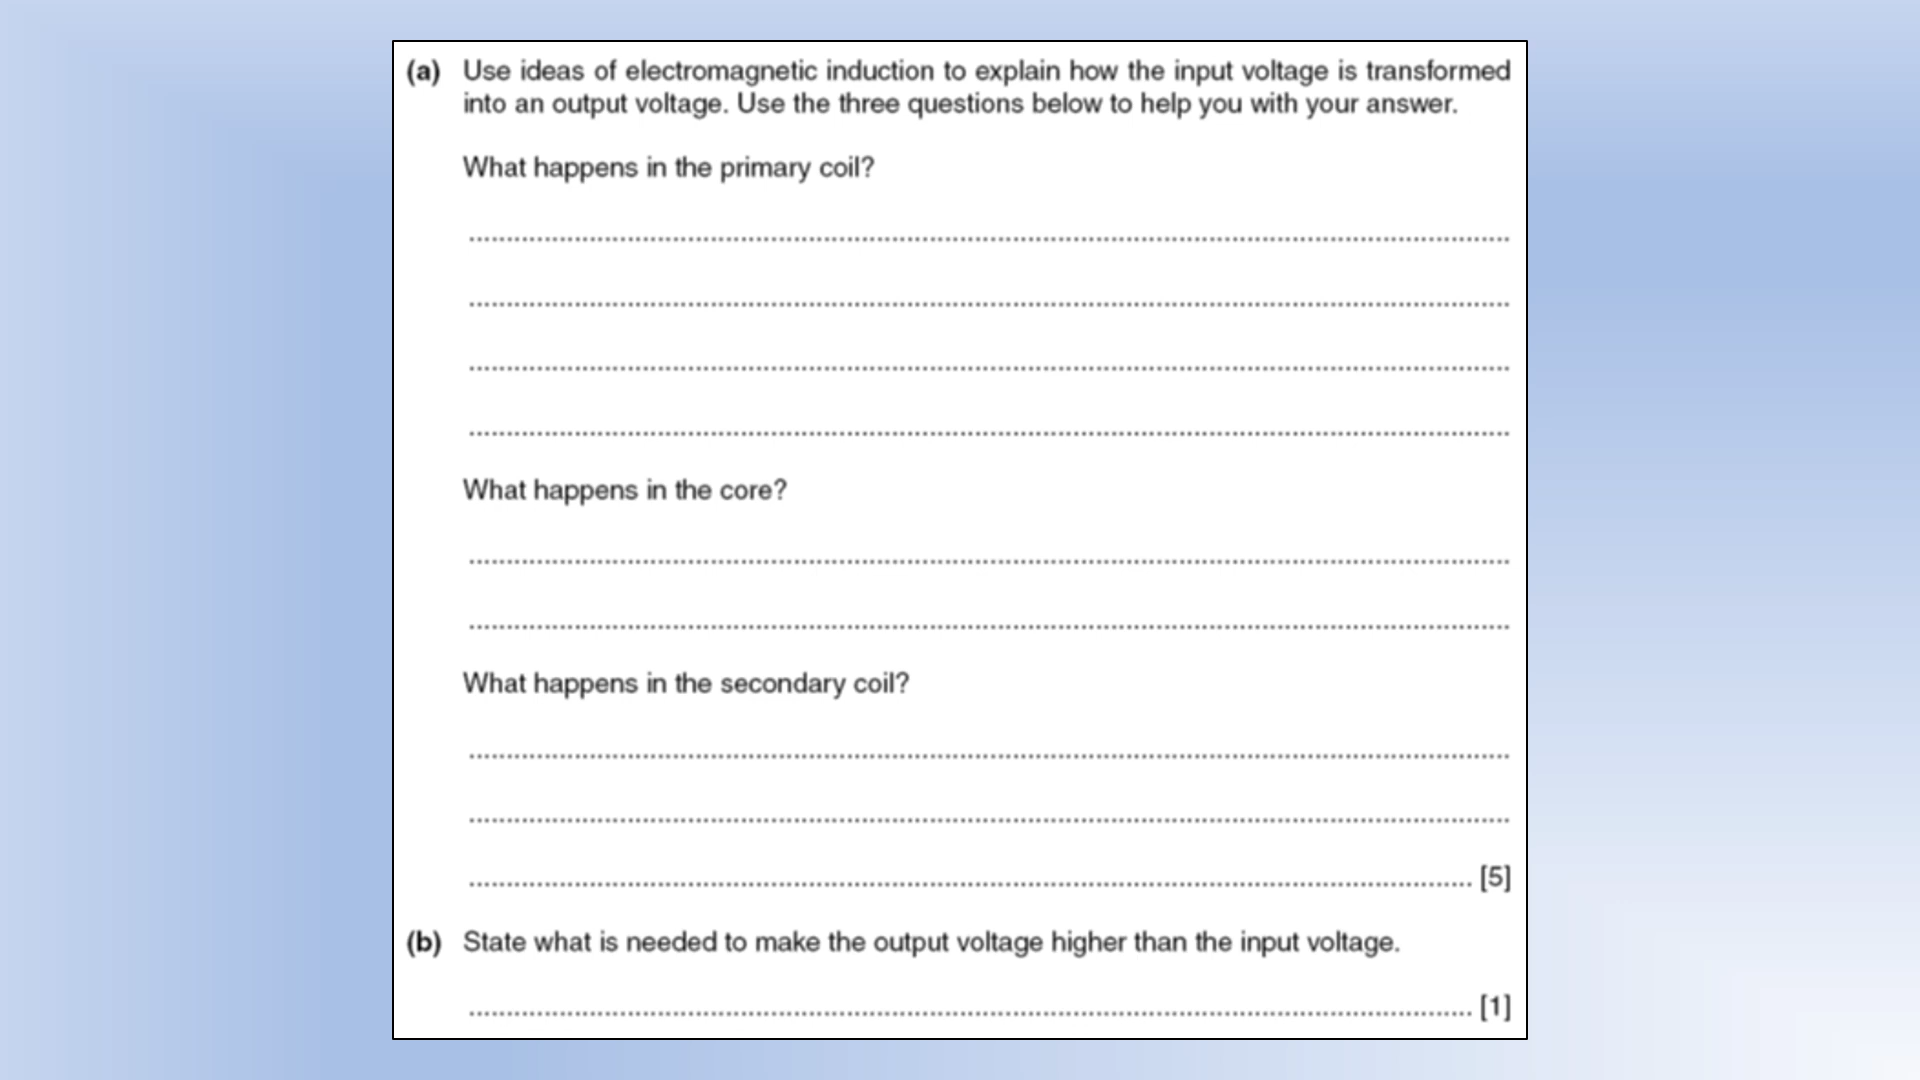 (a) Use ideas of electromagnetic induction to explain how the input voltage is transformed
into an output voltage. Use the three questions below to help you with your answer.
What happens in the primary coil?
What happens in the core?
What happens in the secondary coil?
[5]
(b) State what is needed to make the output voltage higher than the input voltage.
[1]